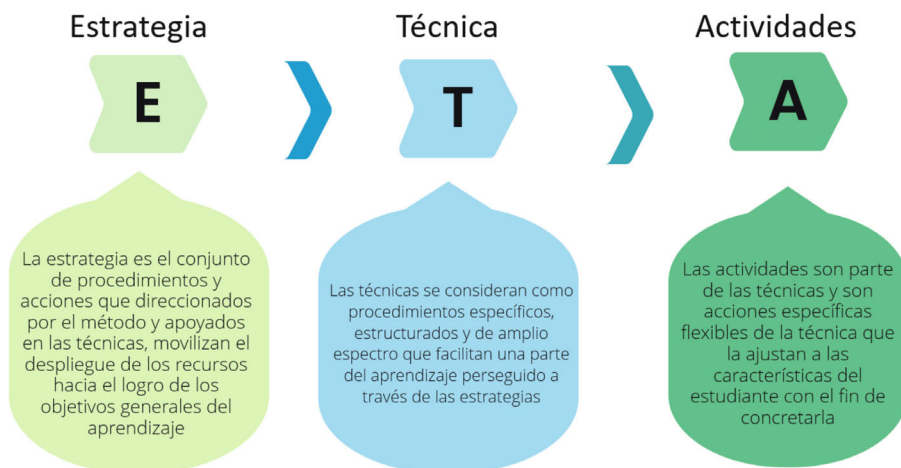 Estrategia
Técnica
Actividades
E
T
A
La estrategia es el conjunto
de procedimientos y
acciones que direccionados
por el método y apoyados
en las técnicas, movilizan el
despliegue de los recursos
hacia el logro de los
objetivos generales del
aprendizaje
Las técnicas se consideran como
procedimientos específicos,
estructurados y de amplio
espectro que facilitan una parte
del aprendizaje perseguido a
través de las estrategias
Las actividades son parte
de las técnicas y son
acciones específicas
flexibles de la técnica que
la ajustan a las
características del
estudiante con el fin de
concretarla